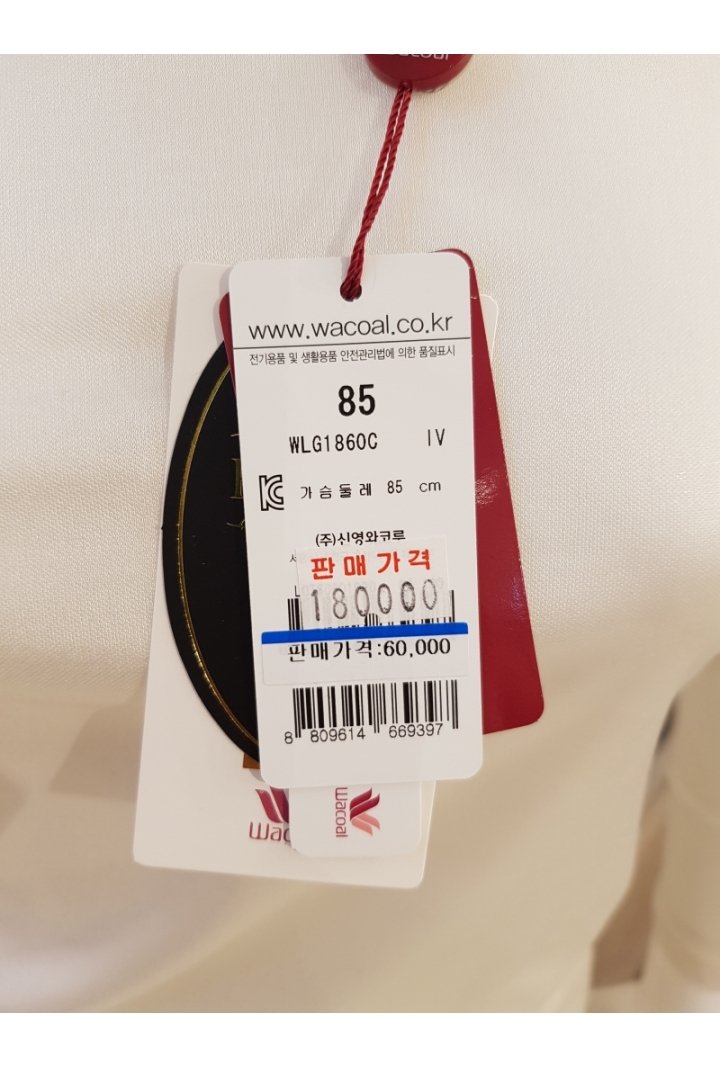 www.wacoal.co.kr
전기용품 및 생활용품 안전관리법에 의한 품질표시
85
WLG1860C IV
가슴둘레 85 cm
(주)신영와코루
판매가격
180000
판매가격:60,000
8 809614 669397
Wacoal